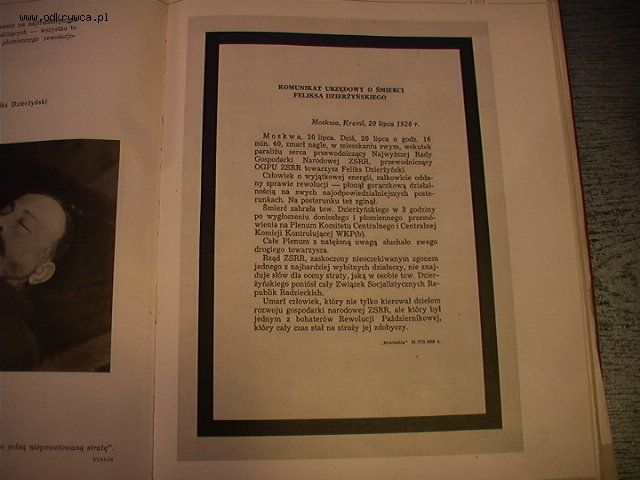 www.odkrywca.pl
płomiennym rewolucjo-
ks Dzierżyński
e jedną niepowetowaną stratę".
STALIN
KOMUNIKAT URZĘDOWY O ŚMIERCI
FELIKSA DZIERŻYŃSKIEGO
Moskwa, Kreml, 20 lipca 1926 r.
Moskwa, 20 lipca. Dziś, 20 lipca o godz. 16
min. 40, zmarł nagle, w mieszkaniu swym, wskutek
paraliżu serca przewodniczący Najwyższej Rady
Gospodarki Narodowej ZSRR, przewodniczący
OGPU ZSRR towarzysz Feliks Dzierżyński.
Człowiek o wyjątkowej energii, całkowicie odda-
ny sprawie rewolucji — płonął gorączkową działal-
nością na swych najodpowiedzialniejszych poste-
runkach. Na posterunku też zginął.
Śmierć zabrała tow. Dzierżyńskiego w 3 godziny
po wygłoszeniu doniosłego i płomiennego przemó-
wienia na Plenum Komitetu Centralnego i Centralnej
Komisji Kontrolującej WKP(b).
Całe Plenum z natężoną uwagą słuchało swego
drogiego towarzysza.
Rząd ZSRR, zaskoczony nieoczekiwanym zgonem
jednego z najbardziej wybitnych działaczy, nie znaj-
duje słów dla oceny straty, jaką w osobie tow. Dzier-
żyńskiego poniósł cały Związek Socjalistycznych Re-
publik Radzieckich.
Umarł człowiek, który nie tylko kierował dziełem
rozwoju gospodarki narodowej ZSRR, ale który był
jednym z bohaterów Rewolucji Październikowej,
który cały czas stał na straży jej zdobyczy.